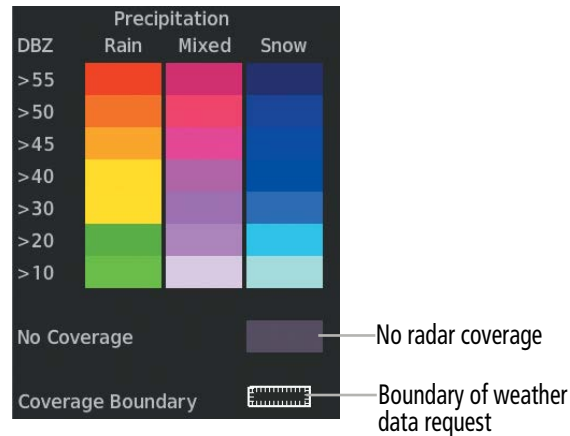 Precipitation
DBZ Rain Mixed Snow
>55
>50
>45
>40
>30
>20
>10
No Coverage
No radar coverage
Coverage Boundary
Boundary of weather
data request